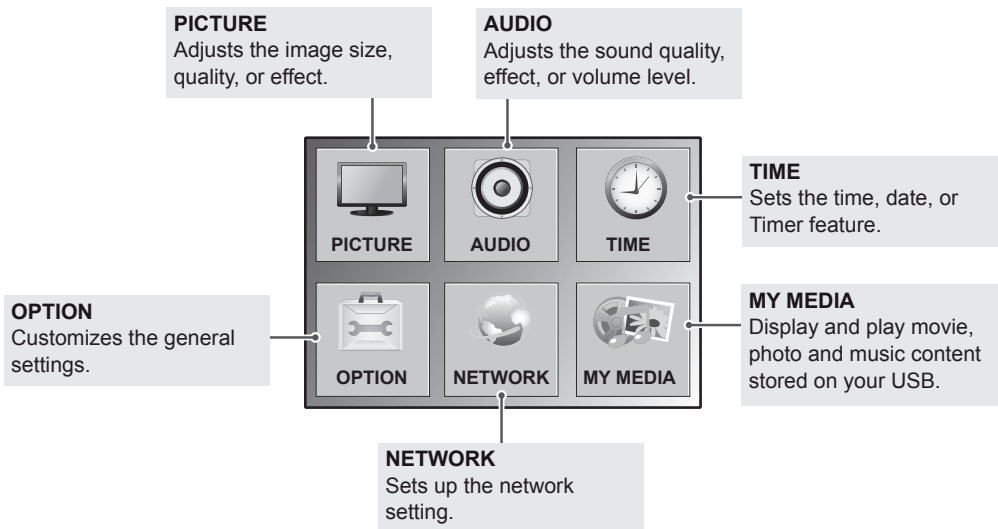 PICTURE
Adjusts the image size,
quality, or effect.
AUDIO
Adjusts the sound quality,
effect, or volume level.
PICTURE
AUDIO
TIME
TIME
Sets the time, date, or
Timer feature.
OPTION
Customizes the general
settings.
OPTION
NETWORK
MY MEDIA
MY MEDIA
Display and play movie,
photo and music content
stored on your USB.
NETWORK
Sets up the network
setting.